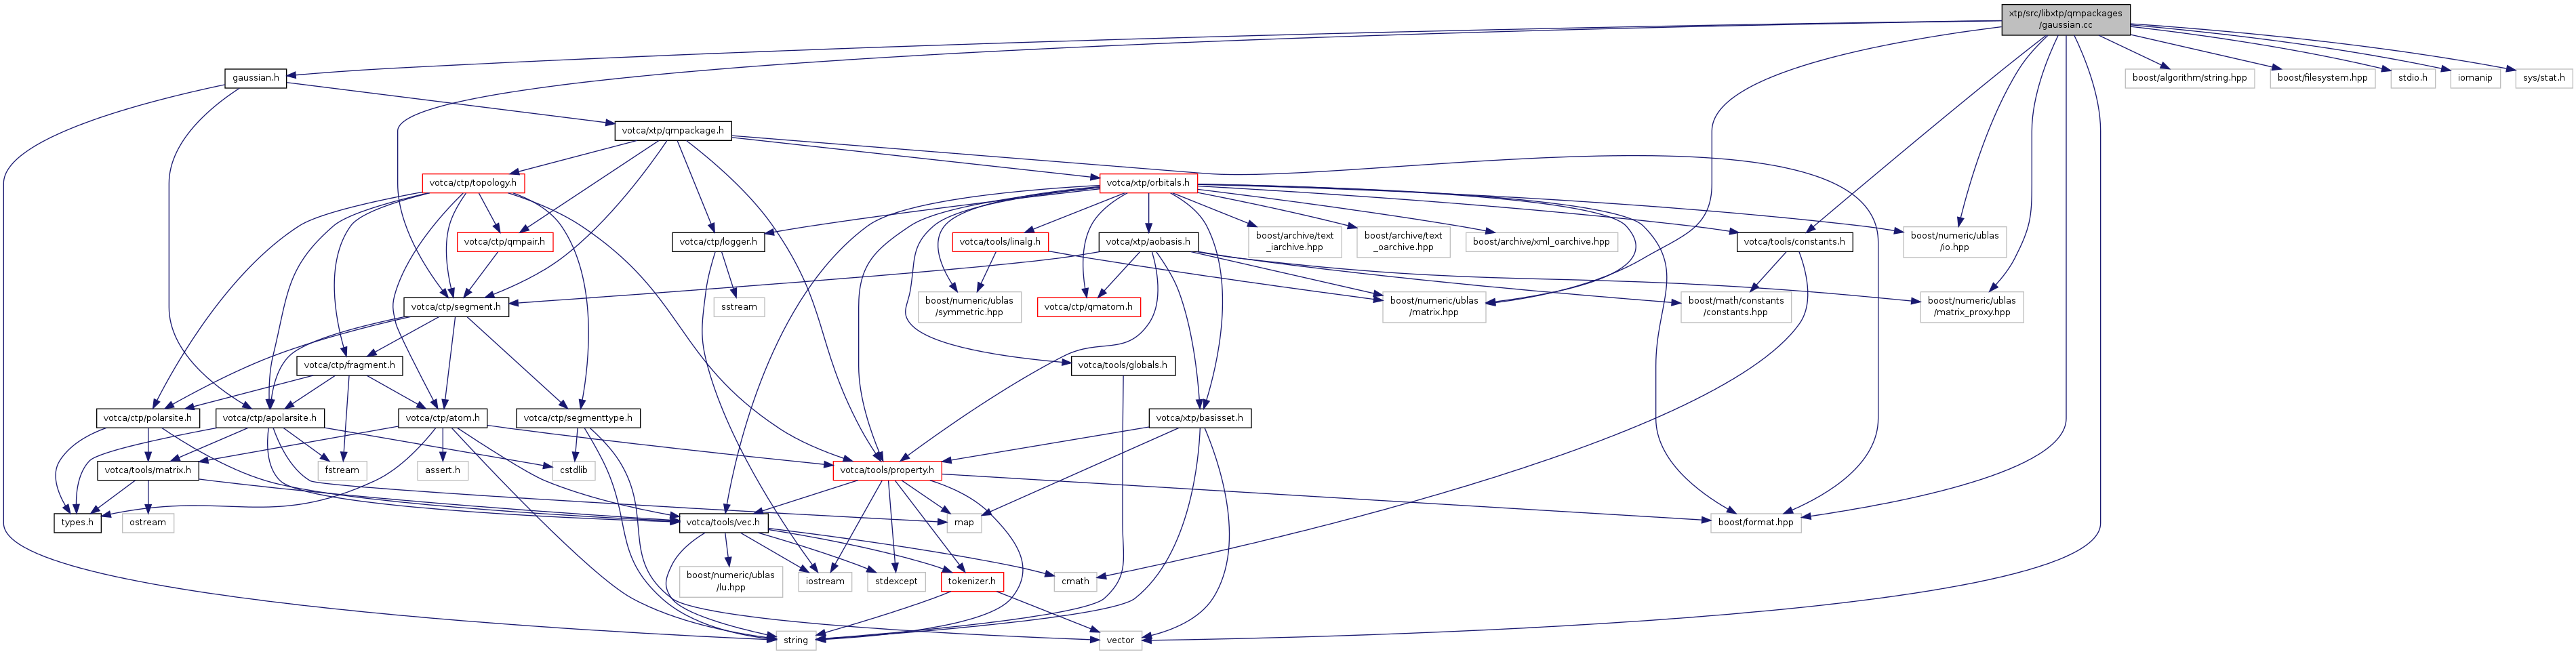 xtp/src/libxtp/qmpackages
/gaussian.cc
gaussian.h
boost/algorithm/string.hpp
boost/filesystem.hpp
stdio.h
iomanip
sys/stat.h
votca/xtp/qmpackage.h
votca/ctp/topology.h
votca/xtp/orbitals.h
votca/ctp/qmpair.h
votca/ctp/logger.h
votca/tools/linalg.h
votca/xtp/aobasis.h
boost/archive/text
_iarchive.hpp
boost/archive/text
_oarchive.hpp
boost/archive/xml_oarchive.hpp
votca/tools/constants.h
boost/numeric/ublas
/io.hpp
votca/ctp/segment.h
sstream
boost/numeric/ublas
/symmetric.hpp
votca/ctp/qmatom.h
boost/numeric/ublas
/matrix.hpp
boost/math/constants
/constants.hpp
boost/numeric/ublas
/matrix_proxy.hpp
votca/ctp/fragment.h
votca/tools/globals.h
votca/ctp/polarsite.h
votca/ctp/apolarsite.h
votca/ctp/atom.h
votca/ctp/segmenttype.h
votca/xtp/basisset.h
votca/tools/matrix.h
fstream
assert.h
cstdlib
votca/tools/property.h
types.h
ostream
votca/tools/vec.h
map
boost/format.hpp
boost/numeric/ublas
/lu.hpp
iostream
stdexcept
tokenizer.h
cmath
string
vector